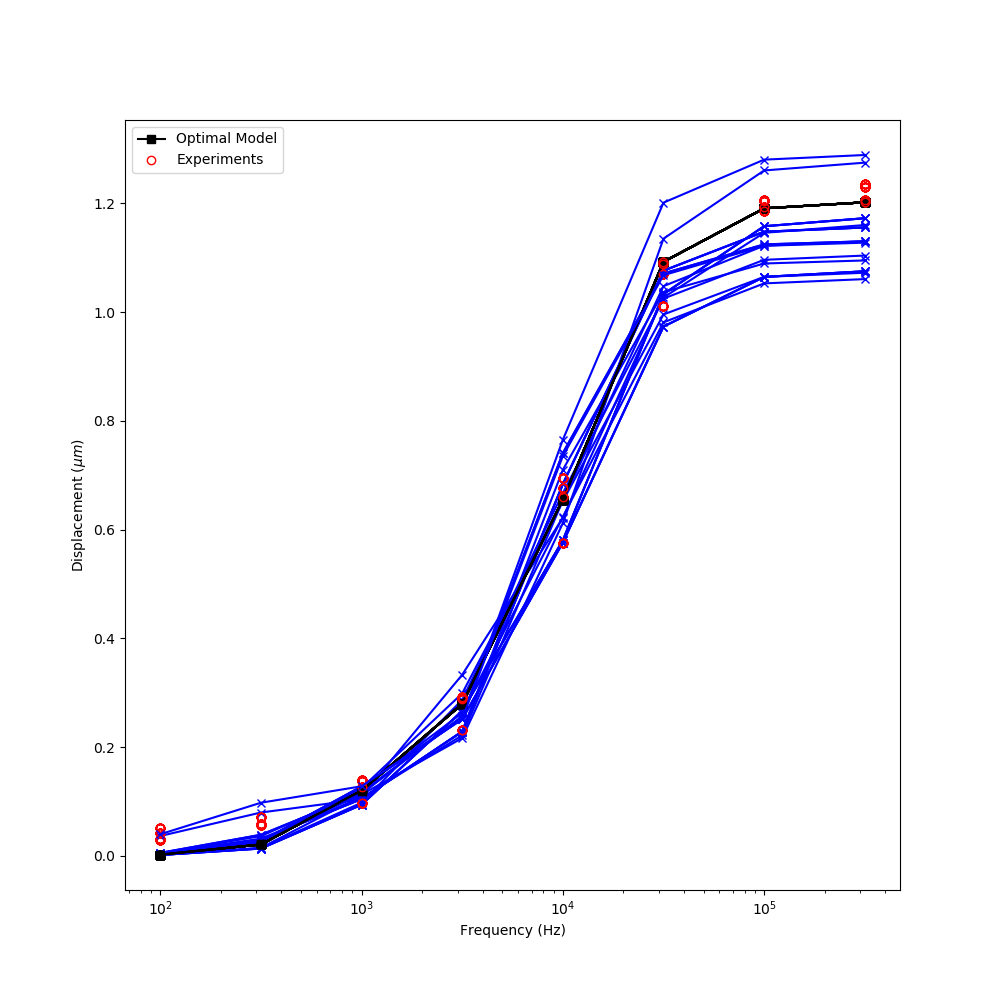 Optimal Model
Experiments
1.2
1.0
0.8
0.6
0.4
0.2
0.0
Displacement (μm)
10²
10³
10⁴
10⁵
Frequency (Hz)